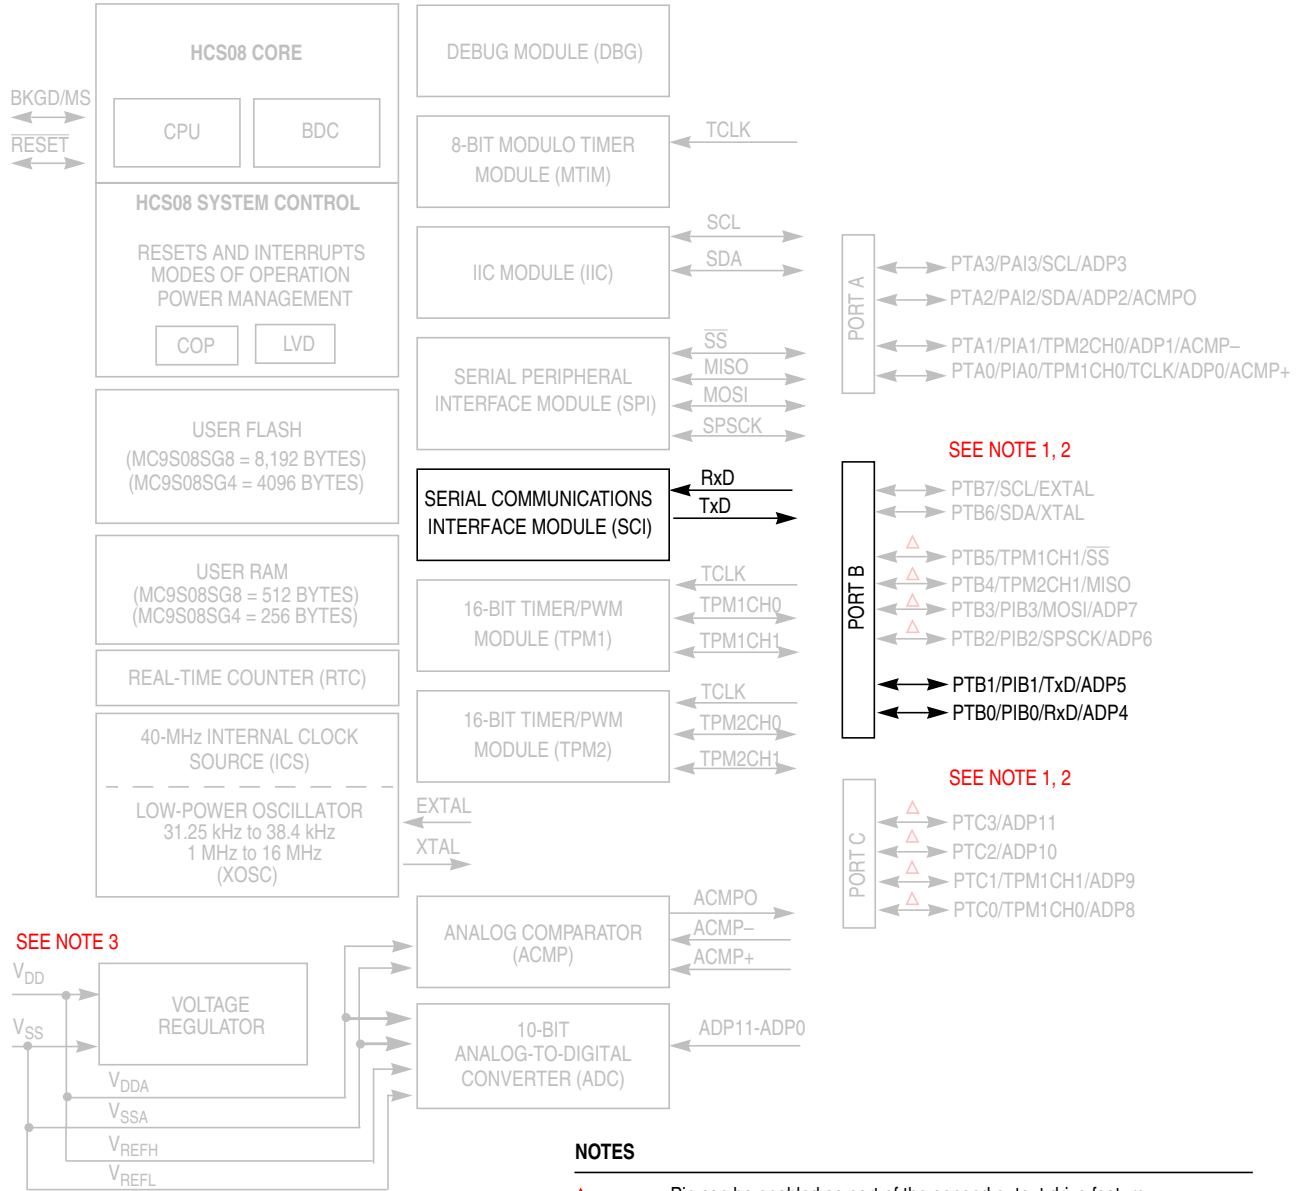 HCS08 CORE
CPU
BDC
BKGD/MS
RESET
HCS08 SYSTEM CONTROL
RESETS AND INTERRUPTS
MODES OF OPERATION
POWER MANAGEMENT
COP
LVD
USER FLASH
(MC9S08SG8 = 8,192 BYTES)
(MC9S08SG4 = 4096 BYTES)
USER RAM
(MC9S08SG8 = 512 BYTES)
(MC9S08SG4 = 256 BYTES)
REAL-TIME COUNTER (RTC)
40-MHz INTERNAL CLOCK
SOURCE (ICS)
LOW-POWER OSCILLATOR
31.25 kHz to 38.4 kHz
1 MHz to 16 MHz
(XOSC)
EXTAL
XTAL
SEE NOTE 3
VDD
VSS
VOLTAGE
REGULATOR
VDDA
VSSA
VREFH
VREFL
DEBUG MODULE (DBG)
8-BIT MODULO TIMER
MODULE (MTIM)
TCLK
IIC MODULE (IIC)
SCL
SDA
SERIAL PERIPHERAL
INTERFACE MODULE (SPI)
SS
MISO
MOSI
SPSCK
SERIAL COMMUNICATIONS
INTERFACE MODULE (SCI)
RxD
TxD
16-BIT TIMER/PWM
MODULE (TPM1)
TCLK
TPM1CH0
TPM1CH1
16-BIT TIMER/PWM
MODULE (TPM2)
TCLK
TPM2CH0
TPM2CH1
ANALOG COMPARATOR
(ACMP)
ACMPO
ACMP–
ACMP+
10-BIT
ANALOG-TO-DIGITAL
CONVERTER (ADC)
ADP11-ADP0
PORT A
PTA3/PAI3/SCL/ADP3
PTA2/PAI2/SDA/ADP2/ACMPO
PTA1/PIA1/TPM2CH0/ADP1/ACMP–
PTA0/PIA0/TPM1CH0/TCLK/ADP0/ACMP+
SEE NOTE 1, 2
PORT B
PTB7/SCL/EXTAL
PTB6/SDA/XTAL
PTB5/TPM1CH1/SS
PTB4/TPM2CH1/MISO
PTB3/PIB3/MOSI/ADP7
PTB2/PIB2/SPSCK/ADP6
PTB1/PIB1/TxD/ADP5
PTB0/PIB0/RxD/ADP4
SEE NOTE 1, 2
PORT C
PTC3/ADP11
PTC2/ADP10
PTC1/TPM1CH1/ADP9
PTC0/TPM1CH0/ADP8
NOTES